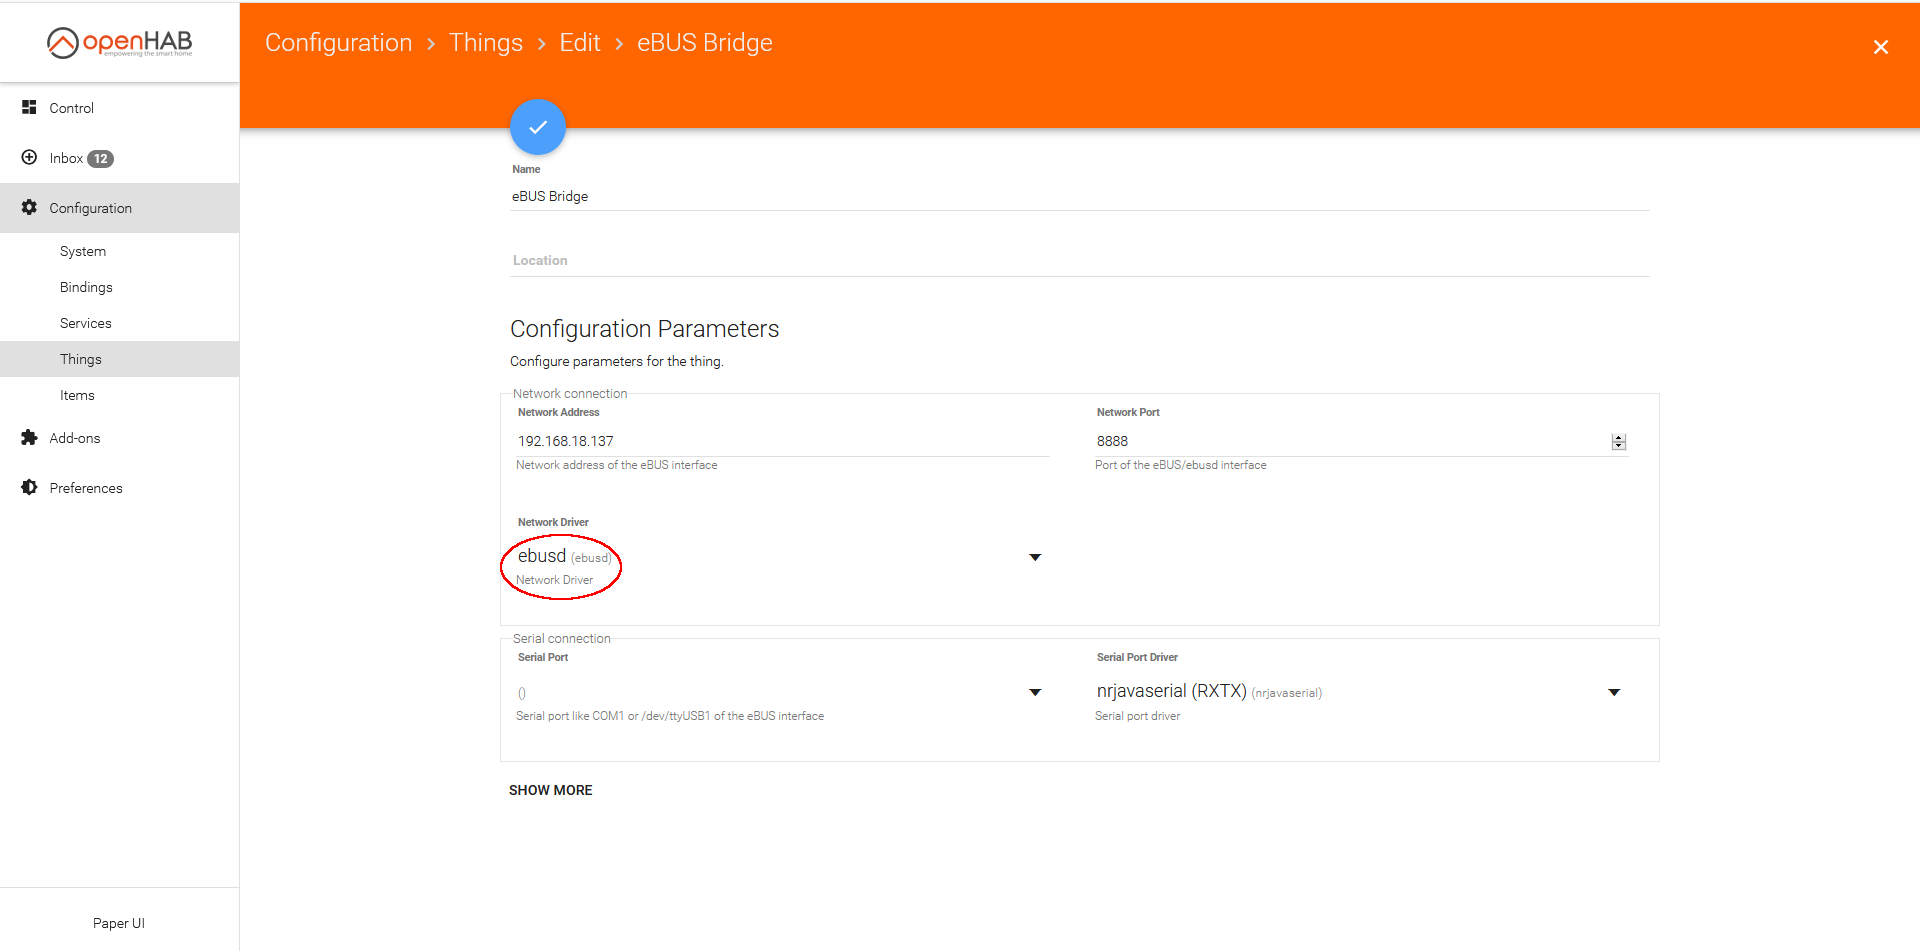 openHAB
empowering the smart home
Configuration > Things > Edit > eBUS Bridge
Control
Inbox 12
Configuration
System
Bindings
Services
Things
Items
Add-ons
Preferences
Paper UI
Name
eBUS Bridge
Location
Configuration Parameters
Configure parameters for the thing.
Network connection
Network Address
192.168.18.137
Network address of the eBUS interface
Network Port
8888
Port of the eBUS/ebusd interface
Network Driver
ebusd (ebusd)
Network Driver
Serial connection
Serial Port
()
Serial port like COM1 or /dev/ttyUSB1 of the eBUS interface
Serial Port Driver
nrjavaserial (RXTX) (nrjavaserial)
Serial port driver
SHOW MORE